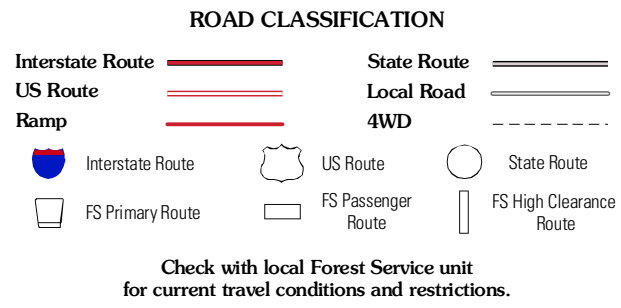 ROAD CLASSIFICATION
Interstate Route
State Route
US Route
Local Road
Ramp
4WD
Interstate Route
US Route
State Route
FS Primary Route
FS Passenger
Route
FS High Clearance
Route
Check with local Forest Service unit
for current travel conditions and restrictions.